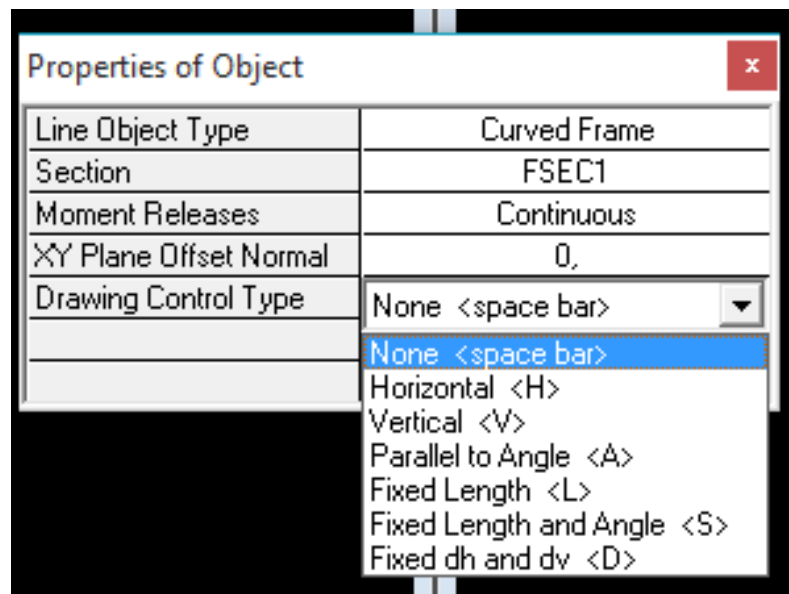 Properties of Object x
Line Object Type Curved Frame
Section FSEC1
Moment Releases Continuous
XY Plane Offset Normal 0,
Drawing Control Type None <space bar>
None <space bar>
Horizontal <H>
Vertical <V>
Parallel to Angle <A>
Fixed Length <L>
Fixed Length and Angle <S>
Fixed dh and dv <D>